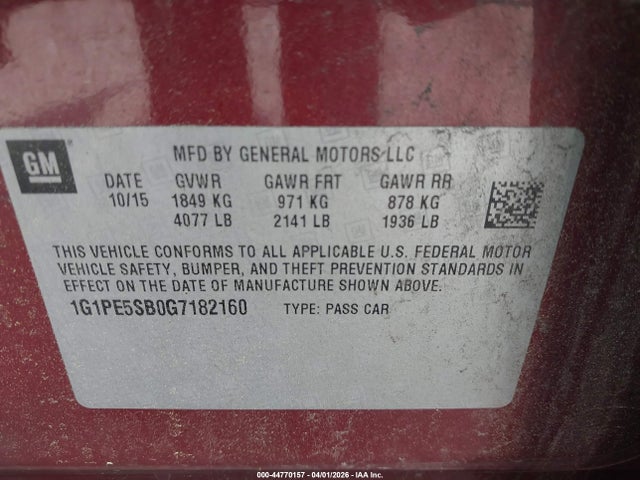 GM
MFD BY GENERAL MOTORS LLC
DATE GVWR GAWR FRT GAWR RR
10/15 1849 KG 971 KG 878 KG
4077 LB 2141 LB 1936 LB
THIS VEHICLE CONFORMS TO ALL APPLICABLE U.S. FEDERAL MOTOR
VEHICLE SAFETY, BUMPER, AND THEFT PREVENTION STANDARDS IN
EFFECT ON THE DATE OF MANUFACTURE SHOWN ABOVE.
1G1PE5SB0G7182160 TYPE: PASS CAR
000-44770157 - 04/01/2026 - IAA Inc.